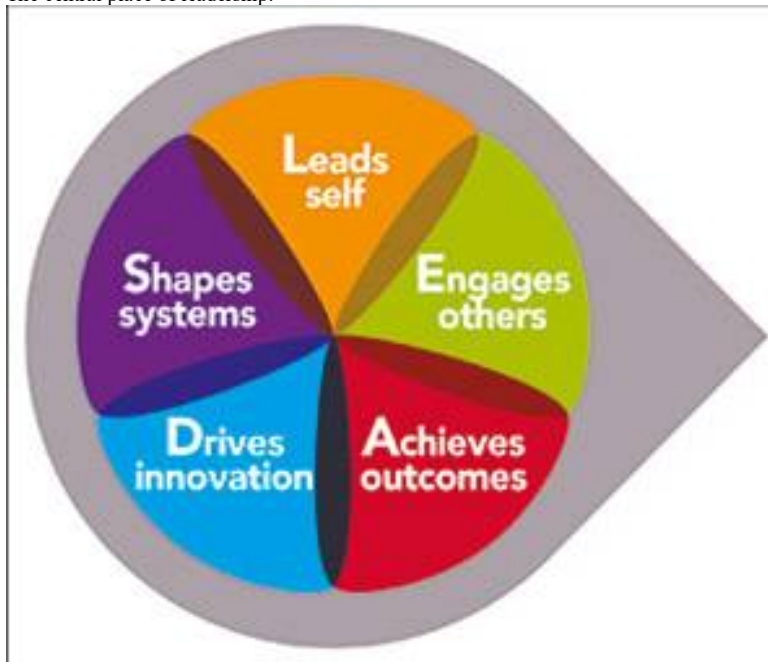 Leads
self
Engages
others
Achieves
outcomes
Drives
innovation
Shapes
systems